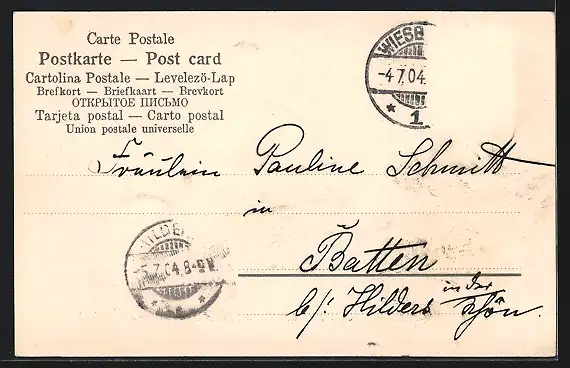 Carte Postale
Postkarte — Post card
Cartolina Postale — Levelező-Lap
Brefkort — Briefkaart — Brevkort
ОТКРЫТОЕ ПИСЬМО
Tarjeta postal — Carto postal
Union postale universelle
WIESB
-4.7.04.
* 1
Fräulein Pauline Schmitt
in
Batten
b/: Hilders in der Rhön.
HILDE
-5.7.04.8-9V.
* * *